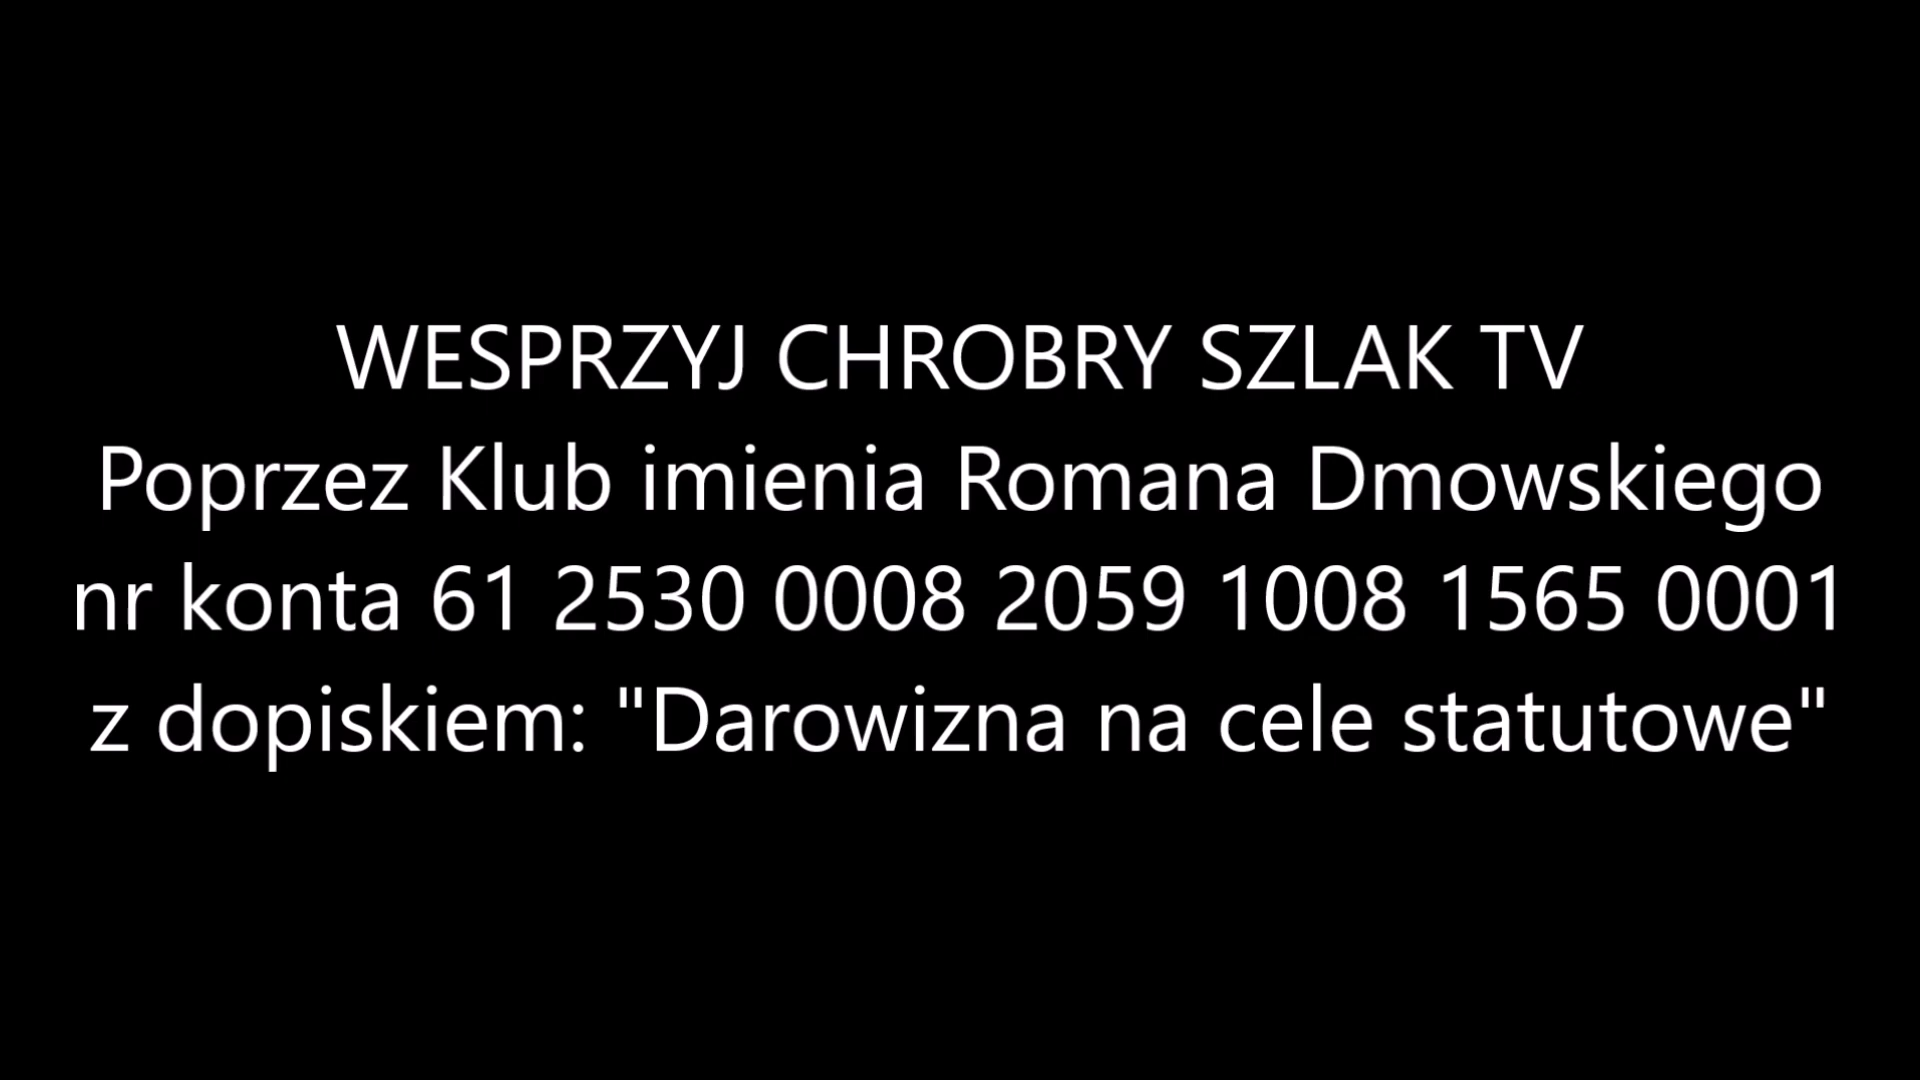 WESPRZYJ CHROBRY SZLAK TV
Poprzez Klub imienia Romana Dmowskiego
nr konta 61 2530 0008 2059 1008 1565 0001
z dopiskiem: "Darowizna na cele statutowe"